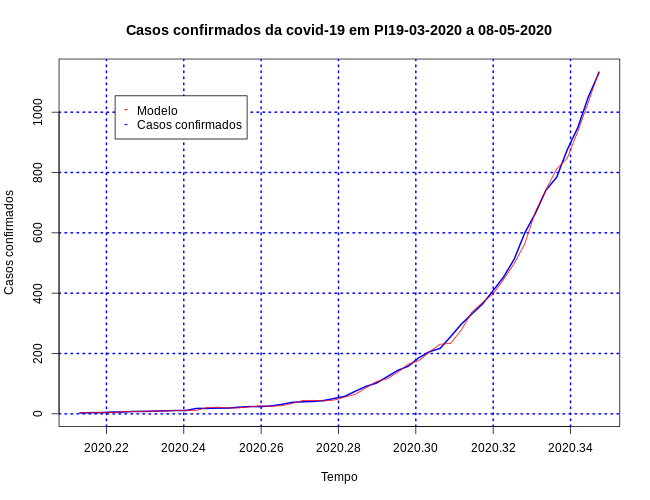 Casos confirmados da covid-19 em PI19-03-2020 a 08-05-2020
Modelo
Casos confirmados
Casos confirmados
0
200
400
600
800
1000
2020.22
2020.24
2020.26
2020.28
2020.30
2020.32
2020.34
Tempo